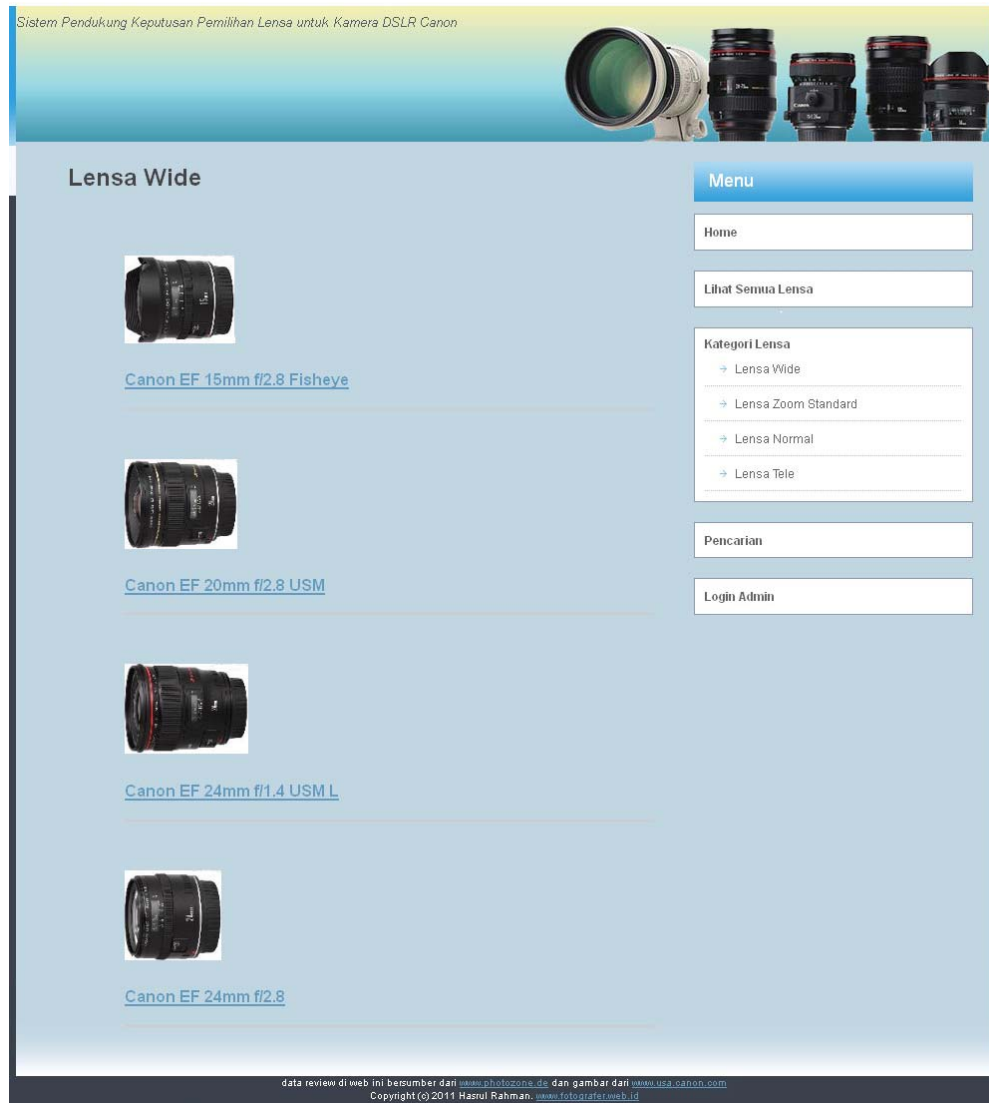 Sistem Pendukung Keputusan Pemilihan Lensa untuk Kamera DSLR Canon
Lensa Wide
Canon EF 15mm f/2.8 Fisheye
Canon EF 20mm f/2.8 USM
Canon EF 24mm f/1.4 USM L
Canon EF 24mm f/2.8
Menu
Home
Lihat Semua Lensa
Kategori Lensa
Lensa Wide
Lensa Zoom Standard
Lensa Normal
Lensa Tele
Pencarian
Login Admin
data review di web ini bersumber dari www.photozone.de dan gambar dari www.usa.canon.com
Copyright (c) 2011 Hasrul Rahman. www.fotografer.web.id